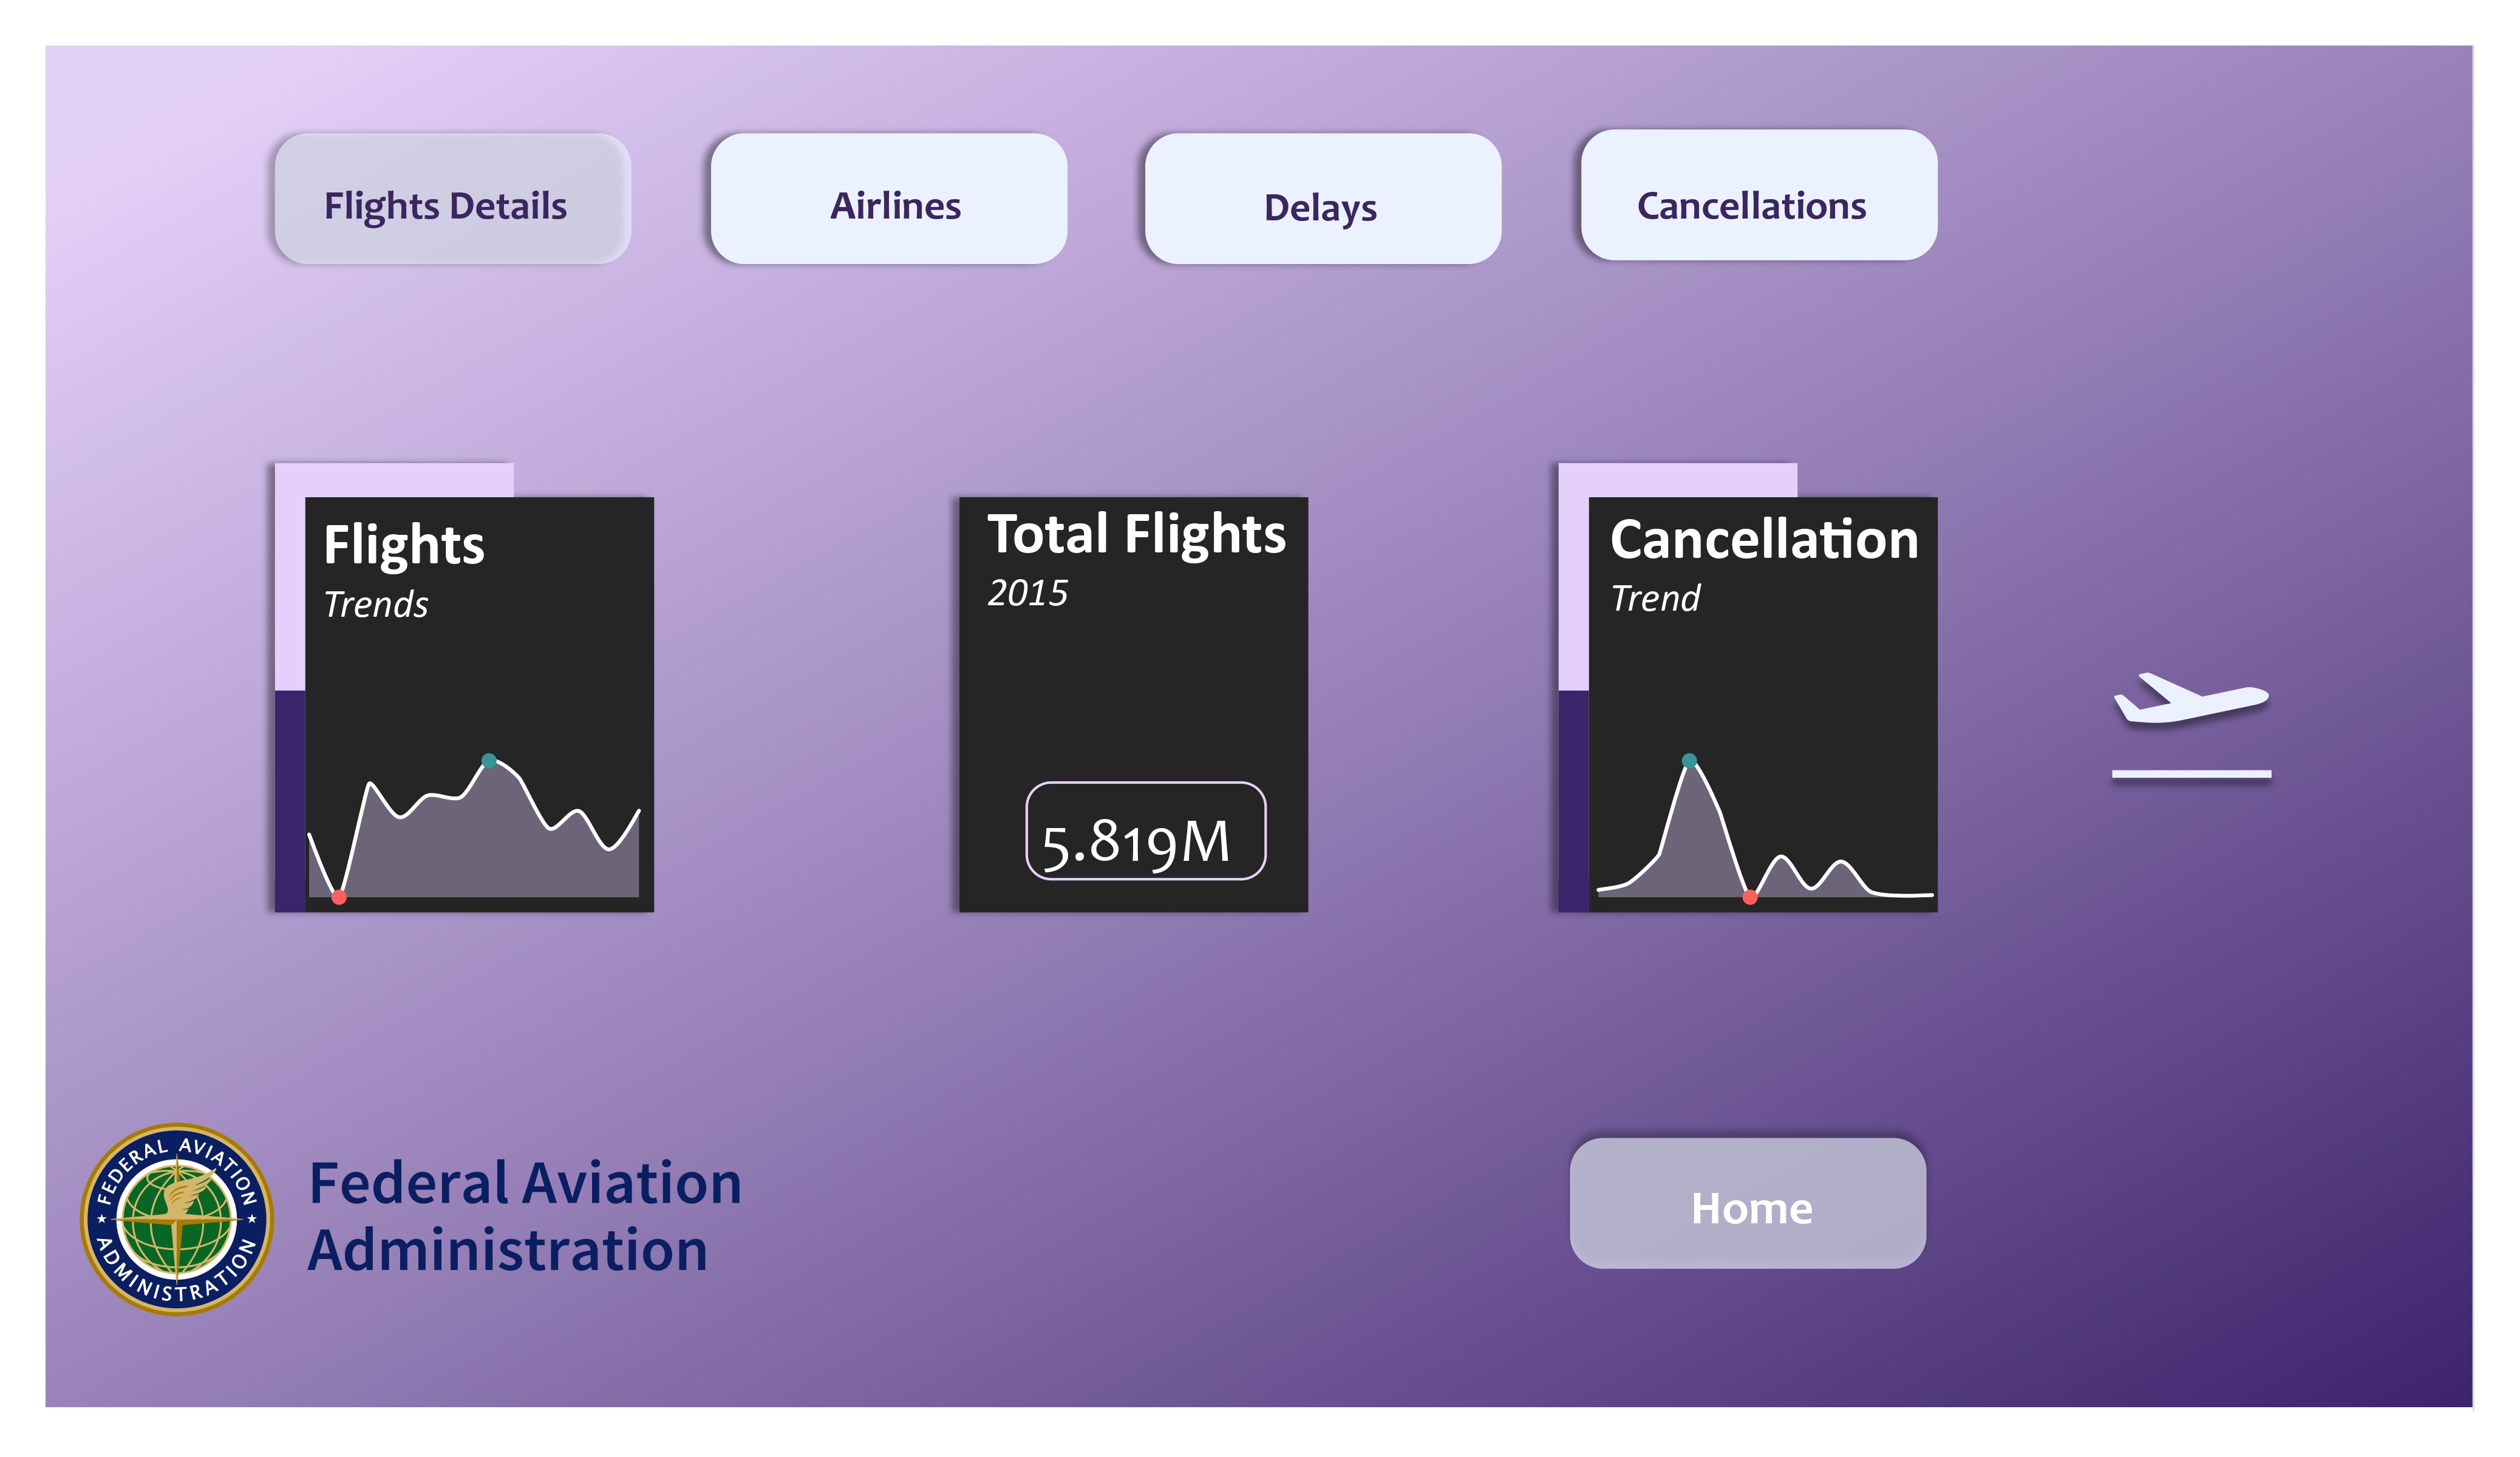 Flights Details
Airlines
Delays
Cancellations
Flights
Trends
Total Flights
2015
5.819M
Cancellation
Trend
FEDERAL AVIATION
ADMINISTRATION
Federal Aviation
Administration
Home